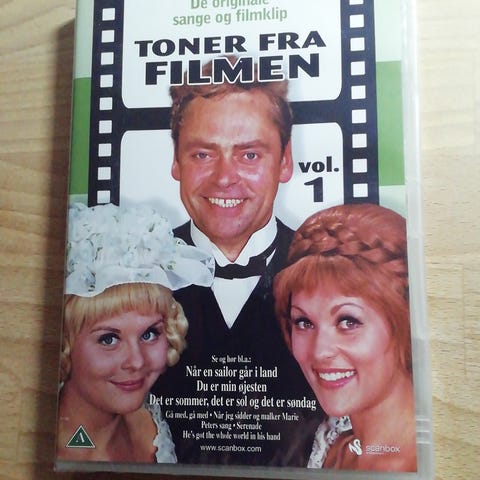 De originale
sange og filmklip
TONER FRA
FILMEN
vol.
1
Se og hør bl.a.:
Når en sailor går i land
Du er min øjesten
Det er sommer, det er sol og det er søndag
Gå med, gå med • Når jeg sidder og malker Marie
Peters sang • Serenade
He's got the whole world in his hand
www.scanbox.com
A
scanbox